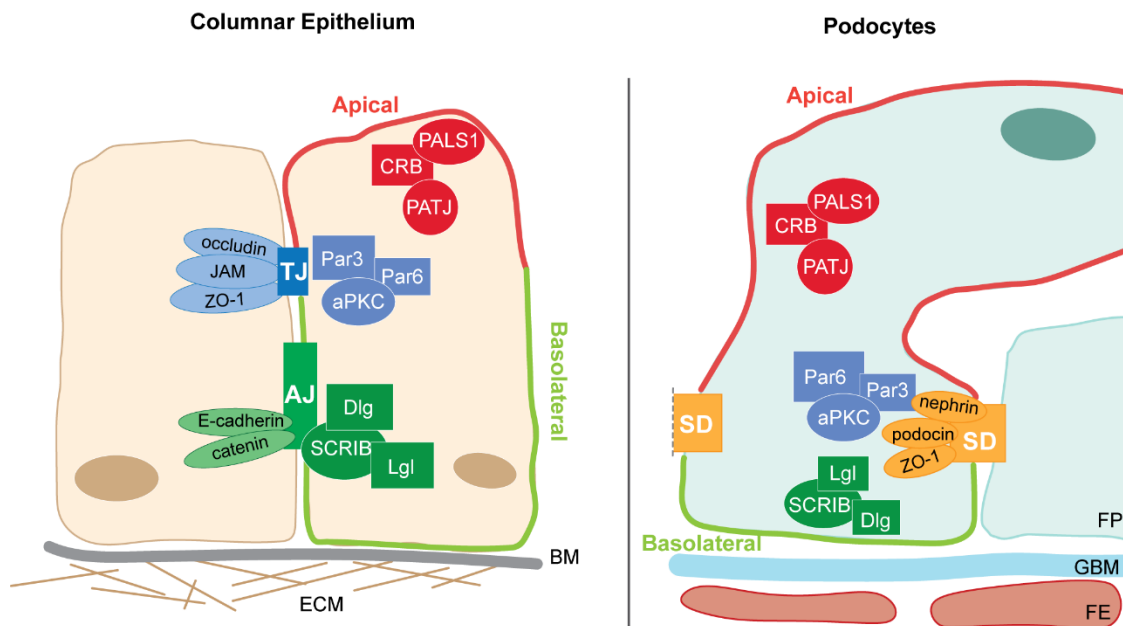 Columnar Epithelium
Apical
PALS1
CRB
PATJ
occludin
JAM
ZO-1
TJ
Par3
Par6
aPKC
Basolateral
AJ
E-cadherin
catenin
Dlg
SCRIB
Lgl
BM
ECM
Podocytes
Apical
PALS1
CRB
PATJ
Par6
Par3
aPKC
nephrin
podocin
ZO-1
SD
SD
Lgl
SCRIB
Dlg
Basolateral
FP
GBM
FE